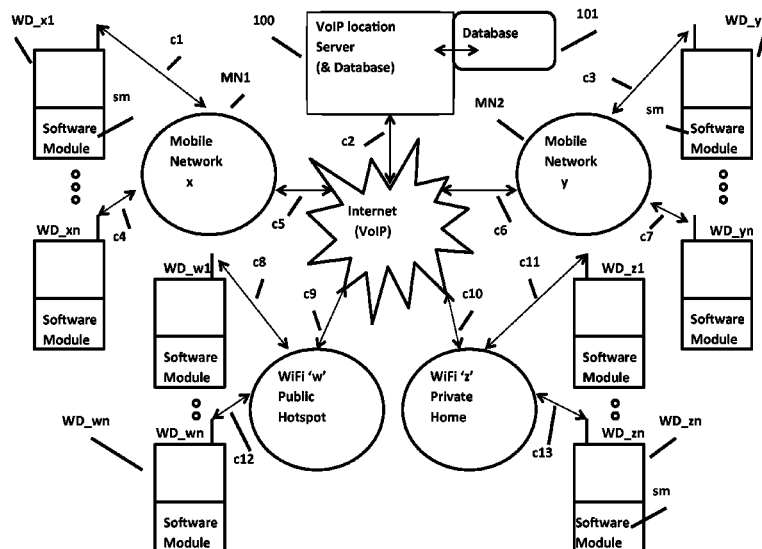 WD_x1
c1
100
VoIP location
Server
(& Database)
Database
101
WD_y
c3
MN1
MN2
sm
sm
Software
Module
Mobile
Network
x
c2
Mobile
Network
y
Software
Module
Internet
(VoIP)
WD_xn
c4
c5
c6
c7
WD_yn
Software
Module
WD_w1
c8
c9
c10
c11
WD_z1
Software
Module
Software
Module
WiFi ‘w’
Public
Hotspot
WiFi ‘z’
Private
Home
Software
Module
WD_wn
WD_wn
c12
c13
WD_zn
WD_zn
sm
Software
Module
Software
Module